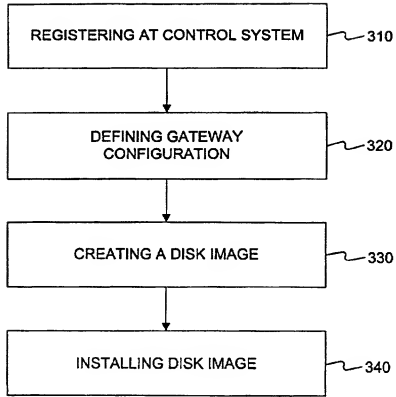 REGISTERING AT CONTROL SYSTEM
310
DEFINING GATEWAY
CONFIGURATION
320
CREATING A DISK IMAGE
330
INSTALLING DISK IMAGE
340